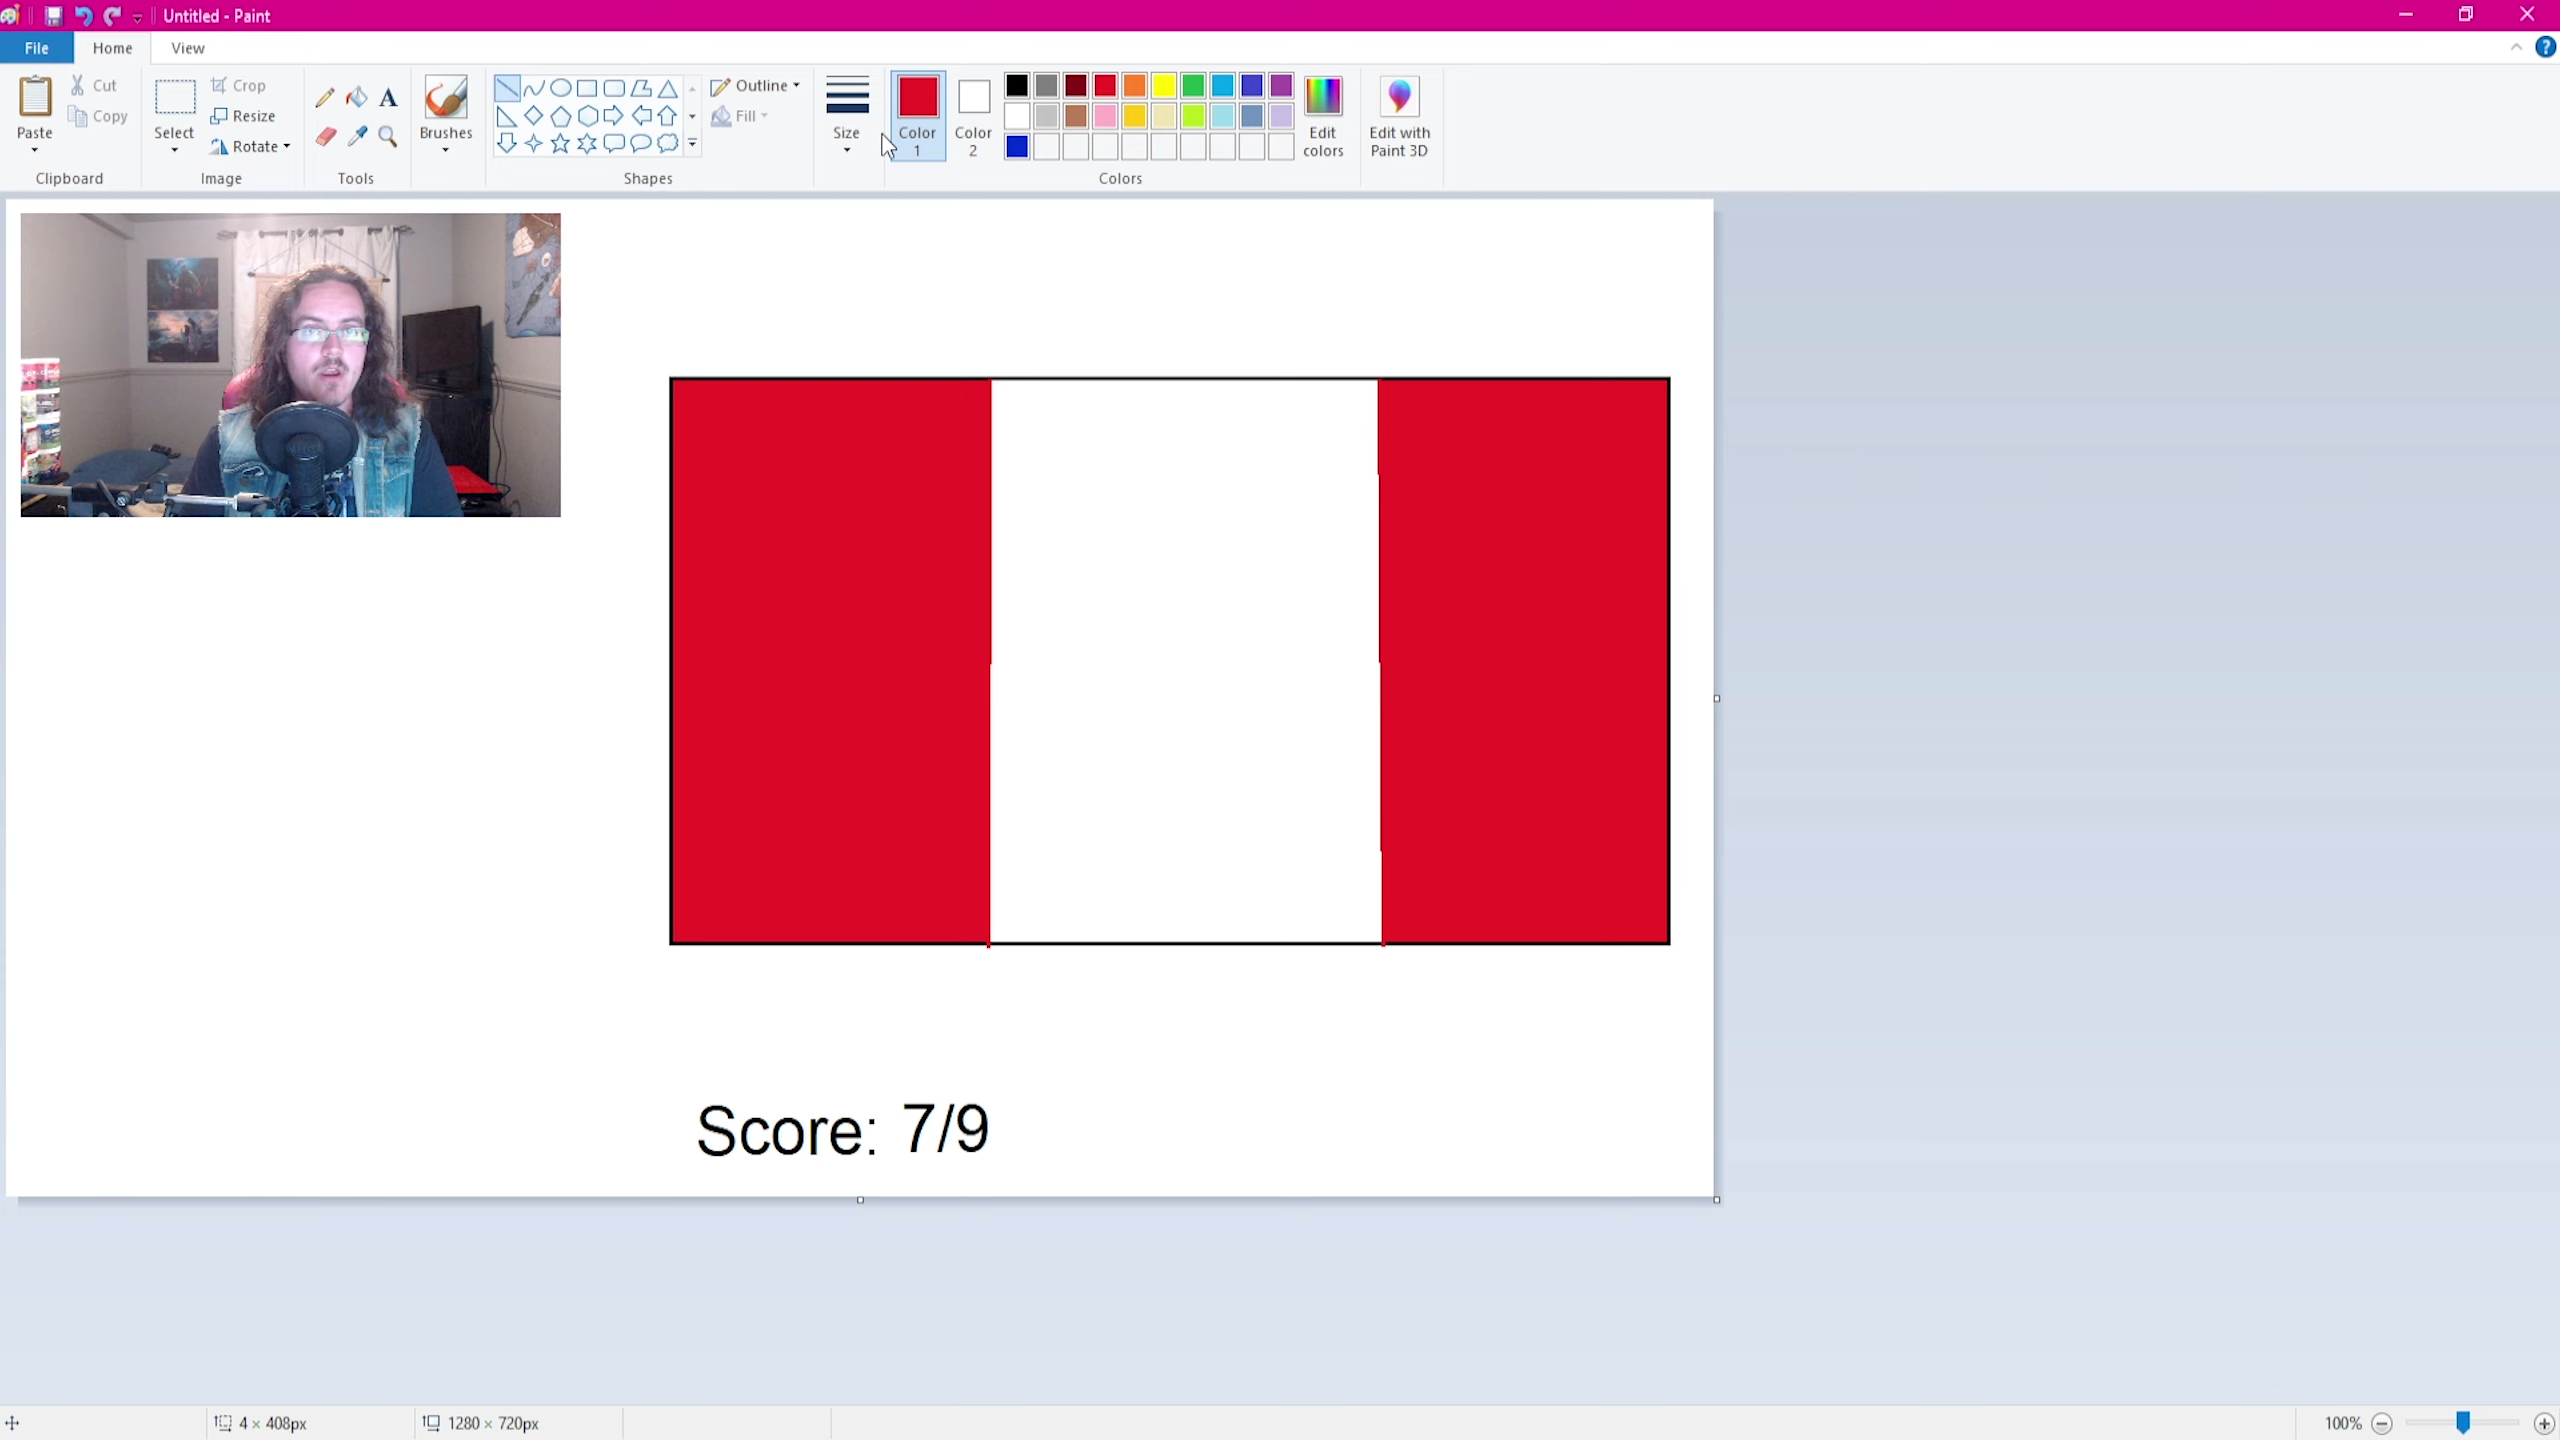 Untitled - Paint
File
Home
View
Paste
Cut
Copy
Clipboard
Select
Crop
Resize
Rotate
Image
A
Tools
Brushes
Shapes
Outline
Fill
Size
Color
1
Color
2
Colors
Edit
colors
Edit with
Paint 3D
?
Score: 7/9
4 × 408px
1280 × 720px
100%